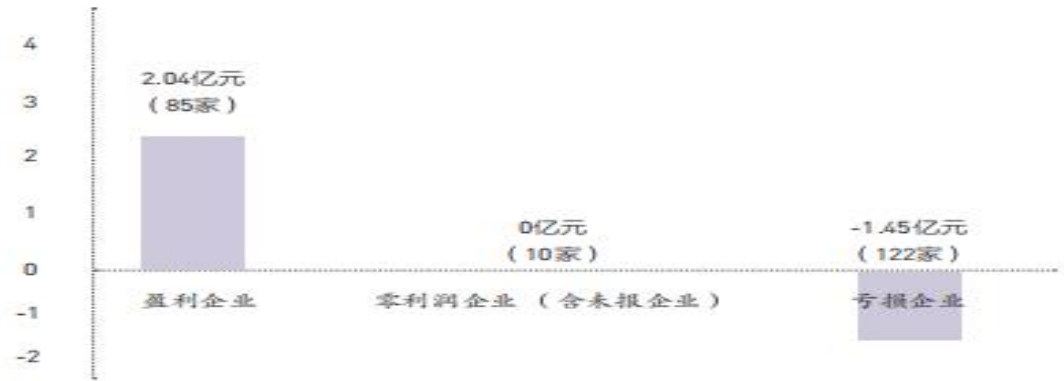 4
3
2
1
0
-1
-2
2.04亿元
（85家）
0亿元
（10家）
-1.45亿元
（122家）
盈利企业
零利润企业（含未报企业）
亏损企业